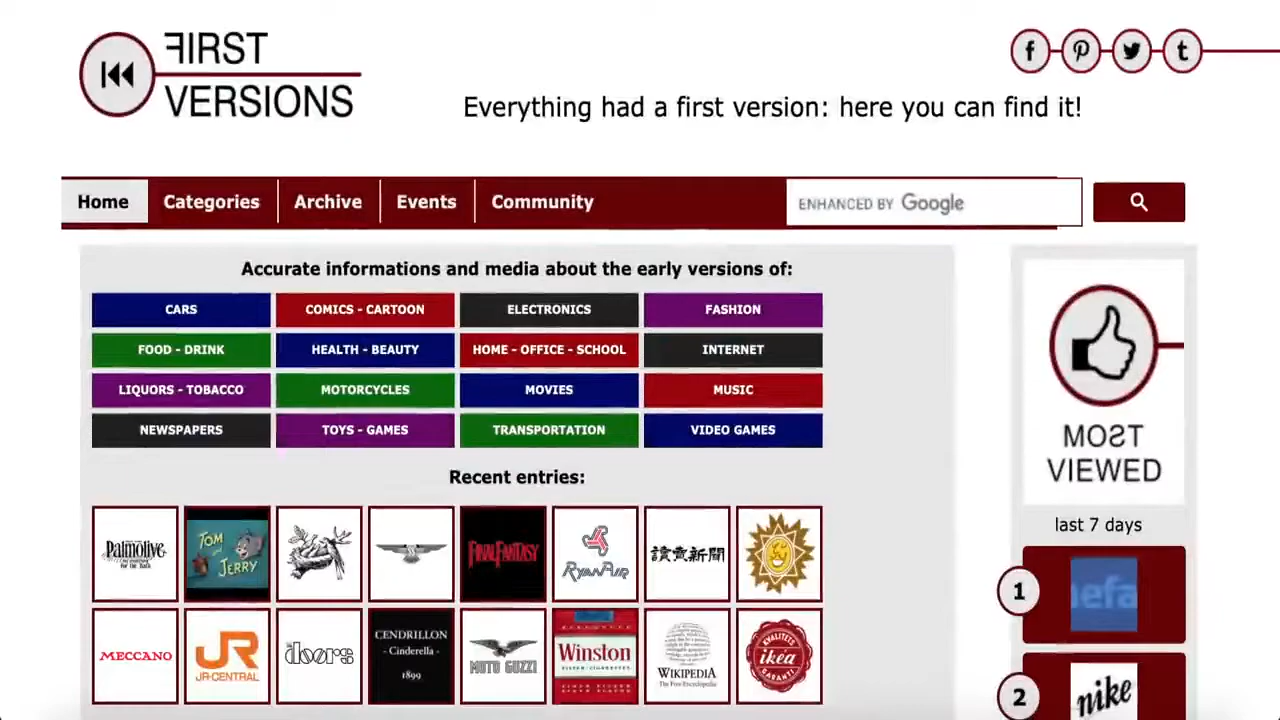 FIRST
VERSIONS
Everything had a first version: here you can find it!
Home
Categories
Archive
Events
Community
ENHANCED BY Google
Accurate informations and media about the early versions of:
CARS
COMICS - CARTOON
ELECTRONICS
FASHION
FOOD - DRINK
HEALTH - BEAUTY
HOME - OFFICE - SCHOOL
INTERNET
LIQUORS - TOBACCO
MOTORCYCLES
MOVIES
MUSIC
NEWSPAPERS
TOYS - GAMES
TRANSPORTATION
VIDEO GAMES
Recent entries:
Palmolive
TOM
and
JERRY
FINAL FANTASY
RYANAIR
讀賣新聞
MECCANO
JR
JR-CENTRAL
the doors
CENDRILLON
- Cinderella -
1899
MOTO GUZZI
Winston
WIKIPEDIA
The Free Encyclopedia
KVALITETS
ikéa
GARANTI
MOST
VIEWED
last 7 days
1
efa
2
nike